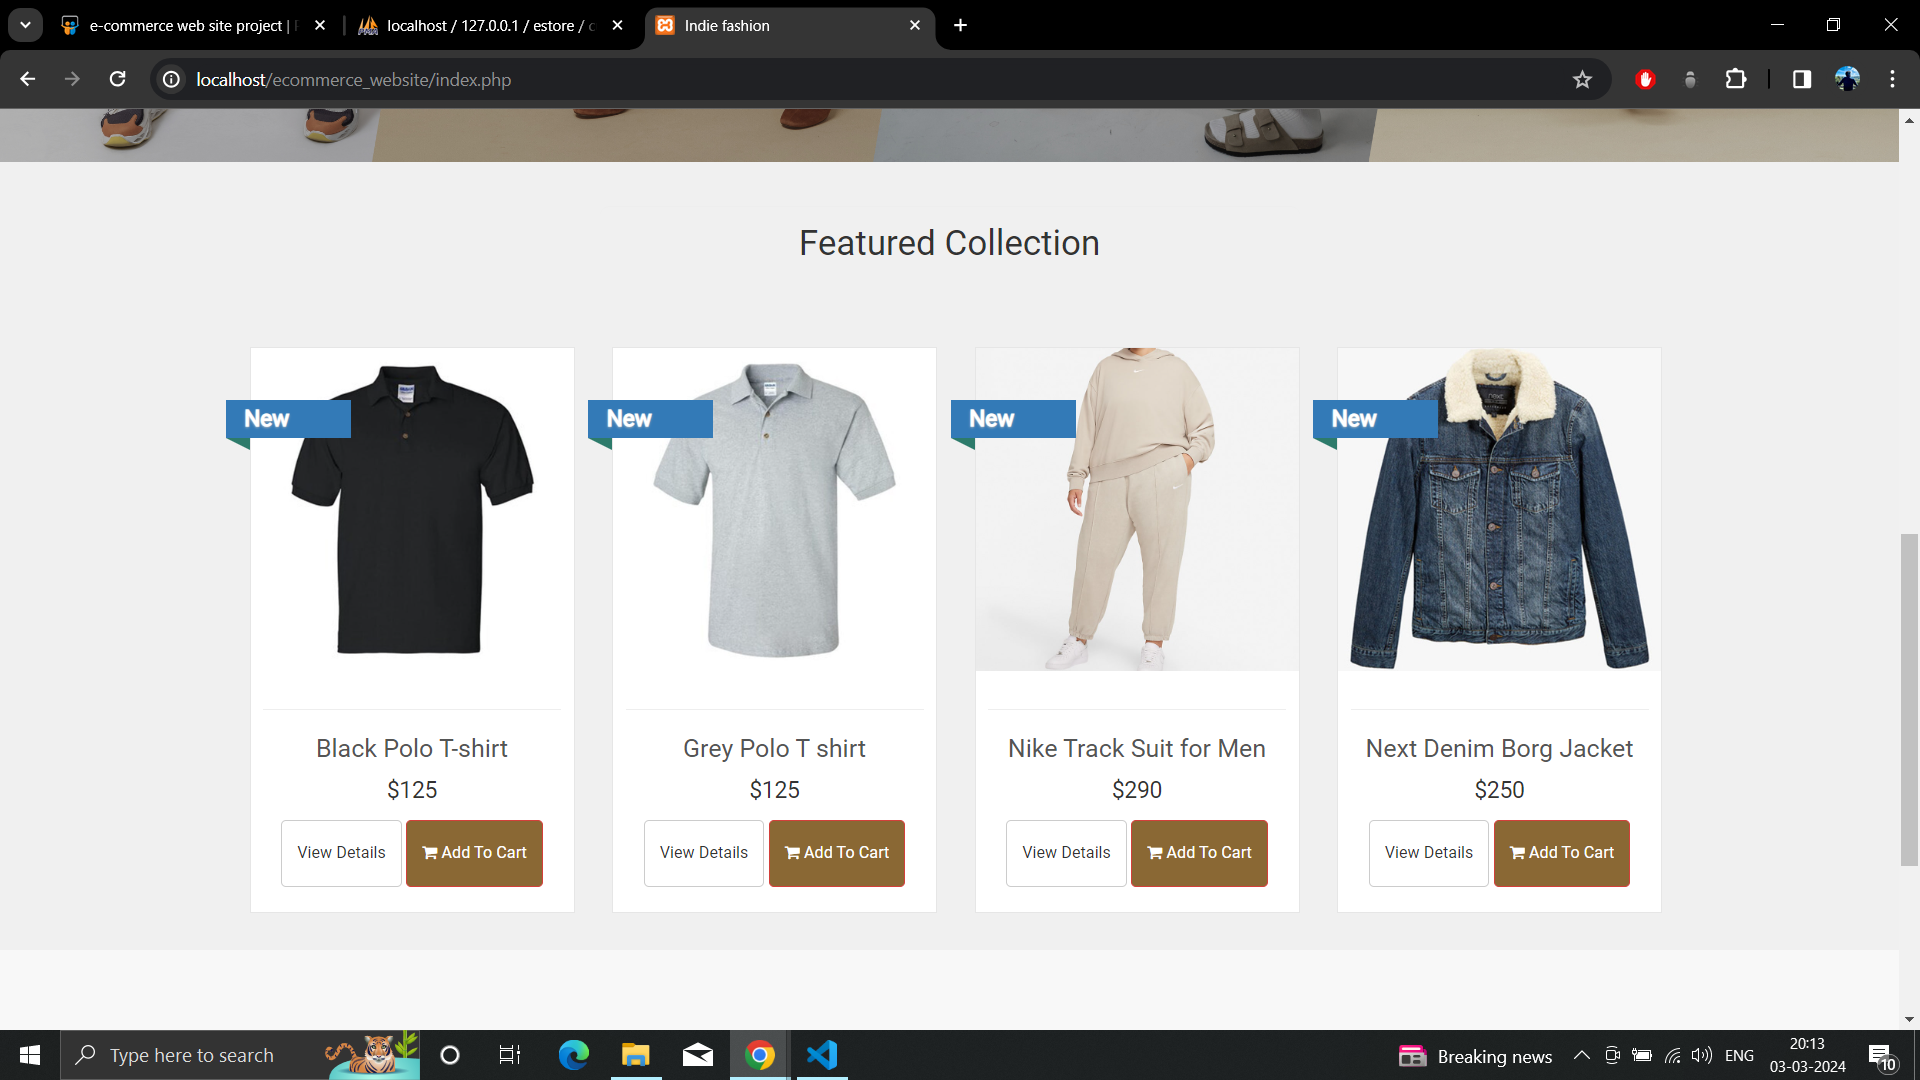 e-commerce web site project |
localhost / 127.0.0.1 / estore /
Indie fashion
localhost/ecommerce_website/index.php
Featured Collection
New
New
New
New
next
Black Polo T-shirt
Grey Polo T shirt
Nike Track Suit for Men
Next Denim Borg Jacket
$125
$125
$290
$250
View Details
Add To Cart
View Details
Add To Cart
View Details
Add To Cart
View Details
Add To Cart
Type here to search
Breaking news
ENG
20:13
03-03-2024
10